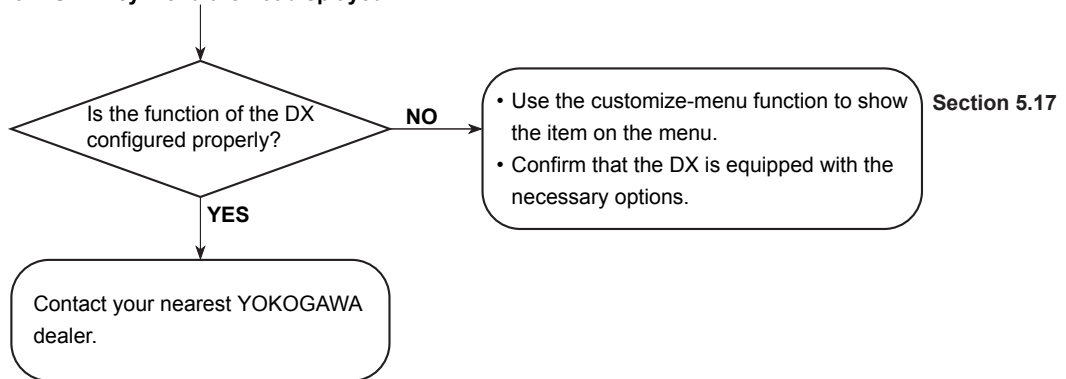 Is the function of the DX
configured properly?
NO
• Use the customize-menu function to show
the item on the menu.
• Confirm that the DX is equipped with the
necessary options.
Section 5.17
YES
Contact your nearest YOKOGAWA
dealer.